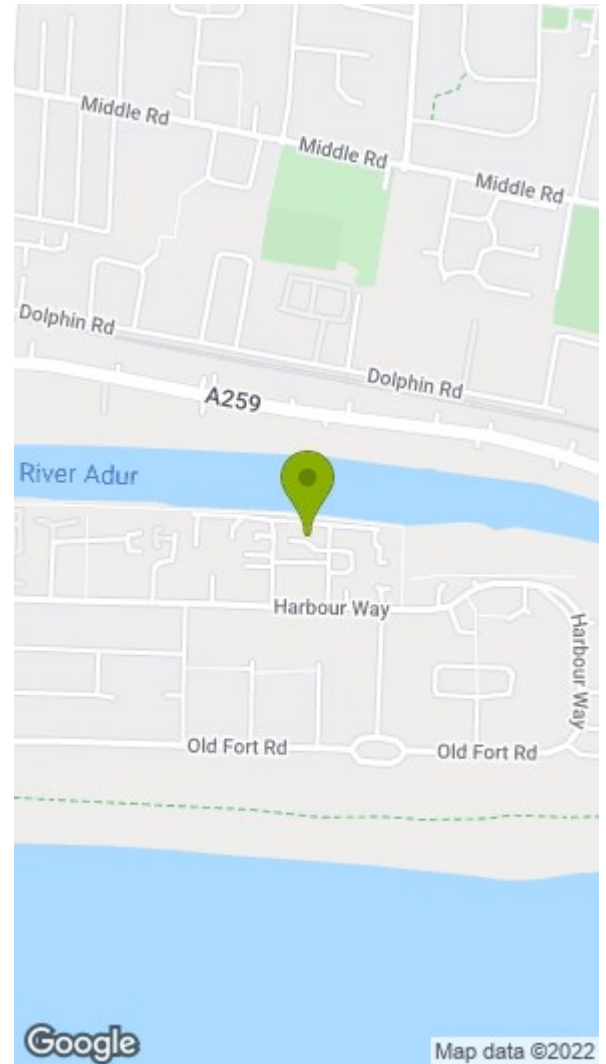 Middle Rd
Middle Rd
Middle Rd
Dolphin Rd
Dolphin Rd
A259
River Adur
Harbour Way
Harbour Way
Old Fort Rd
Old Fort Rd
Google
Map data ©2022